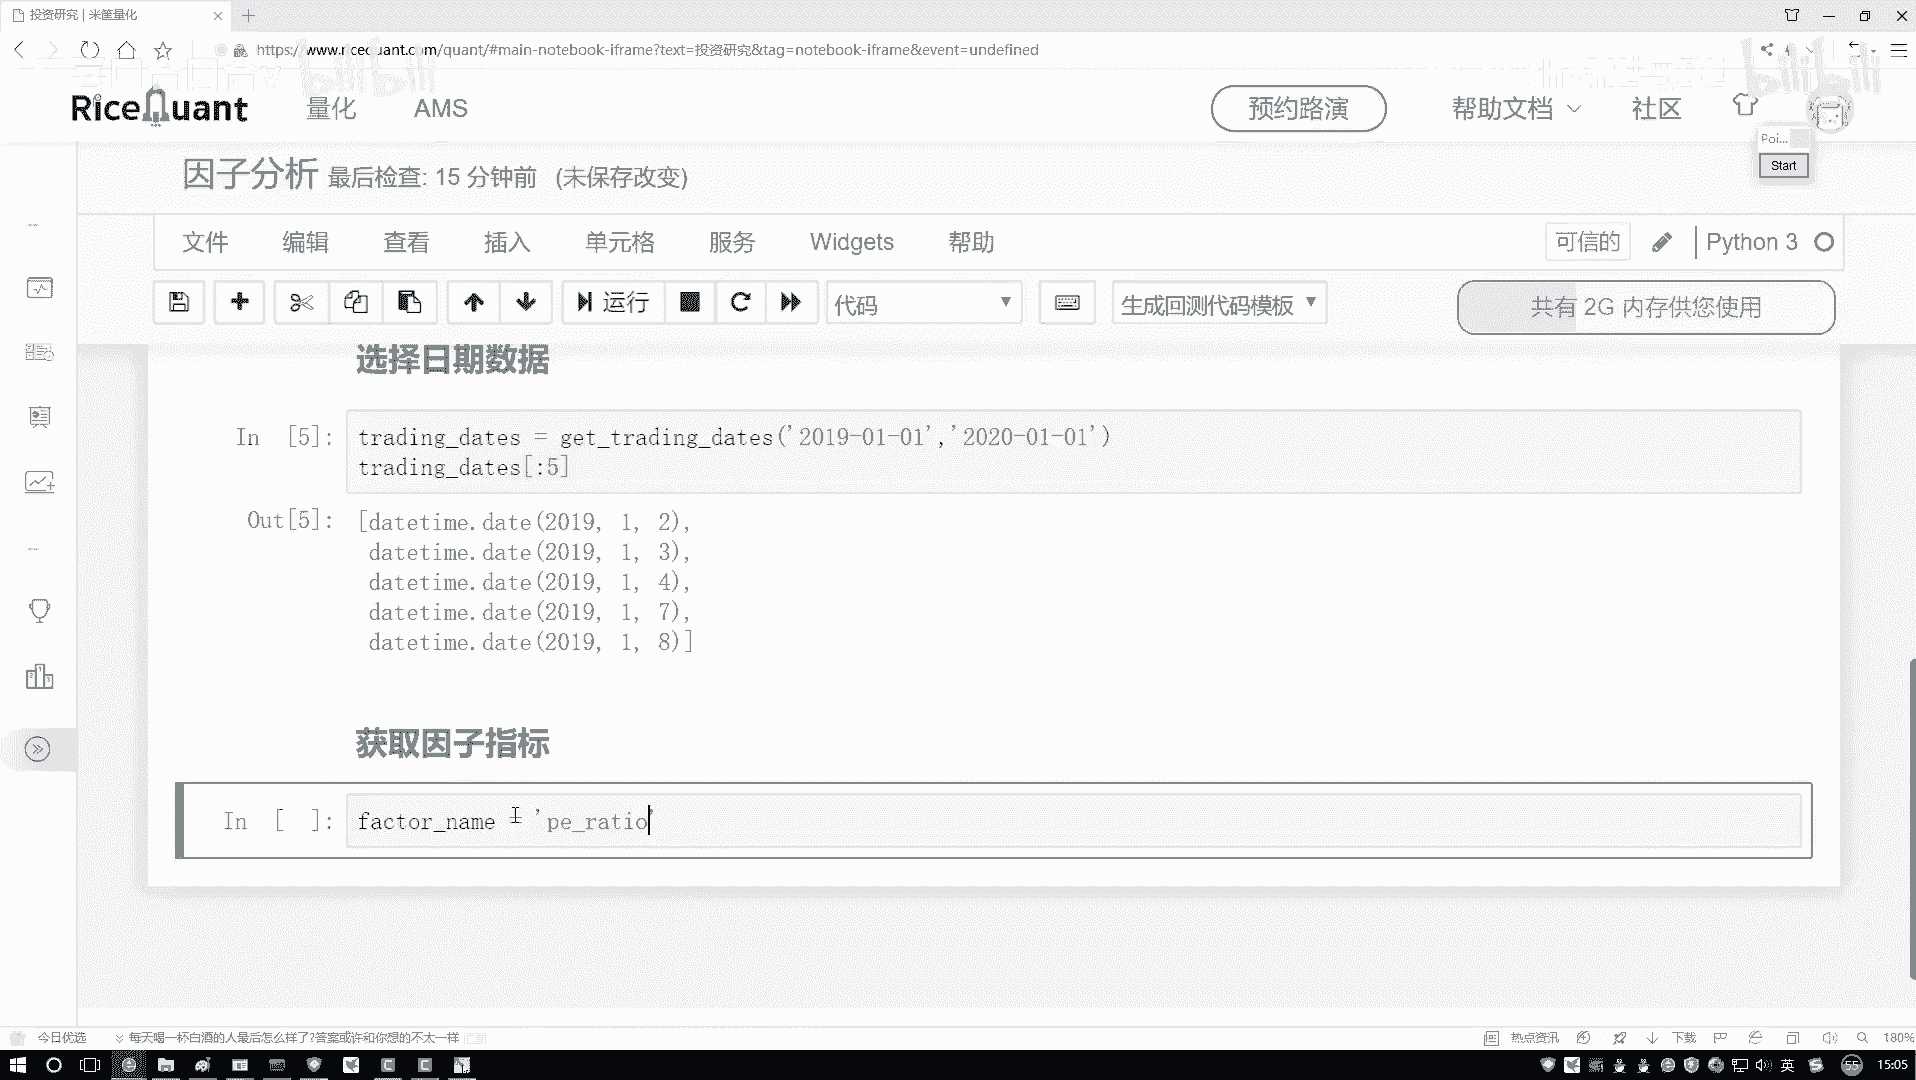 投资研究 | 米筐量化
https://www.ricequant.com/quant/#main-notebook-iframe?text=投资研究&tag=notebook-iframe&event=undefined
bilibili
bilibili
RiceQuant
量化
AMS
预约路演
帮助文档
社区
Poi...
Start
因子分析 最后检查: 15 分钟前 (未保存改变)
文件 编辑 查看 插入 单元格 服务 Widgets 帮助
可信的
Python 3
运行
代码
生成回测代码模板
共有 2G 内存供您使用
选择日期数据
In [5]: trading_dates = get_trading_dates('2019-01-01','2020-01-01')
trading_dates[:5]
Out[5]: [datetime.date(2019, 1, 2),
datetime.date(2019, 1, 3),
datetime.date(2019, 1, 4),
datetime.date(2019, 1, 7),
datetime.date(2019, 1, 8)]
获取因子指标
In [ ]: factor_name = 'pe_ratio'
今日优选
每天喝一杯白酒的人最后怎么样了?答案或许和你想的不太一样
热点资讯
下载
180%
英
55
15:05